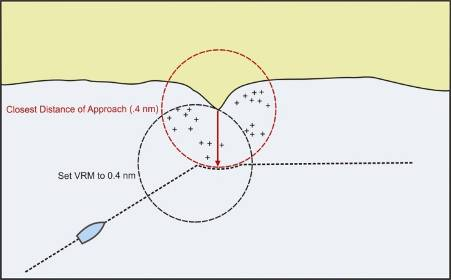 Closest Distance of Approach (.4 nm)
Set VRM to 0.4 nm